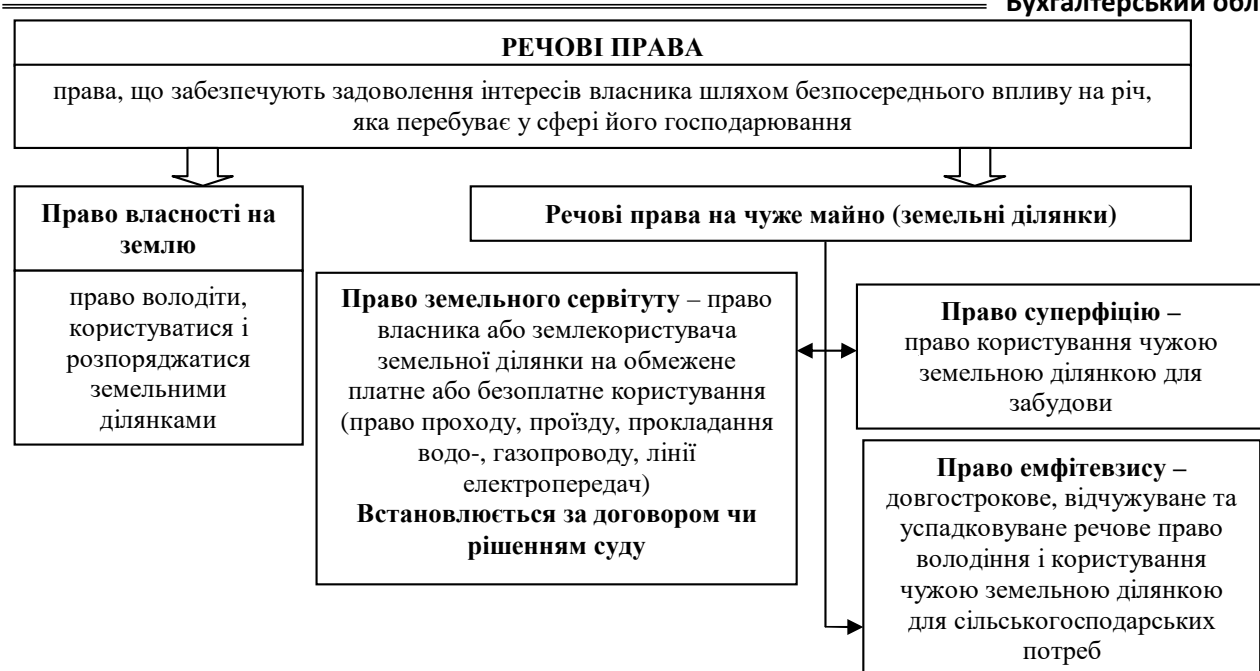 Бухгалтерський обл
РЕЧОВІ ПРАВА
права, що забезпечують задоволення інтересів власника шляхом безпосереднього впливу на річ,
яка перебуває у сфері його господарювання
Право власності на
землю
право володіти,
користуватися і
розпоряджатися
земельними
ділянками
Речові права на чуже майно (земельні ділянки)
Право земельного сервітуту – право
власника або землекористувача
земельної ділянки на обмежене
платне або безоплатне користування
(право проходу, проїзду, прокладання
водо-, газопроводу, лінії
електропередач)
Встановлюється за договором чи
рішенням суду
Право суперфіцію –
право користування чужою
земельною ділянкою для
забудови
Право емфітевзису –
довгострокове, відчужуване та
успадковуване речове право
володіння і користування
чужою земельною ділянкою
для сільськогосподарських
потреб